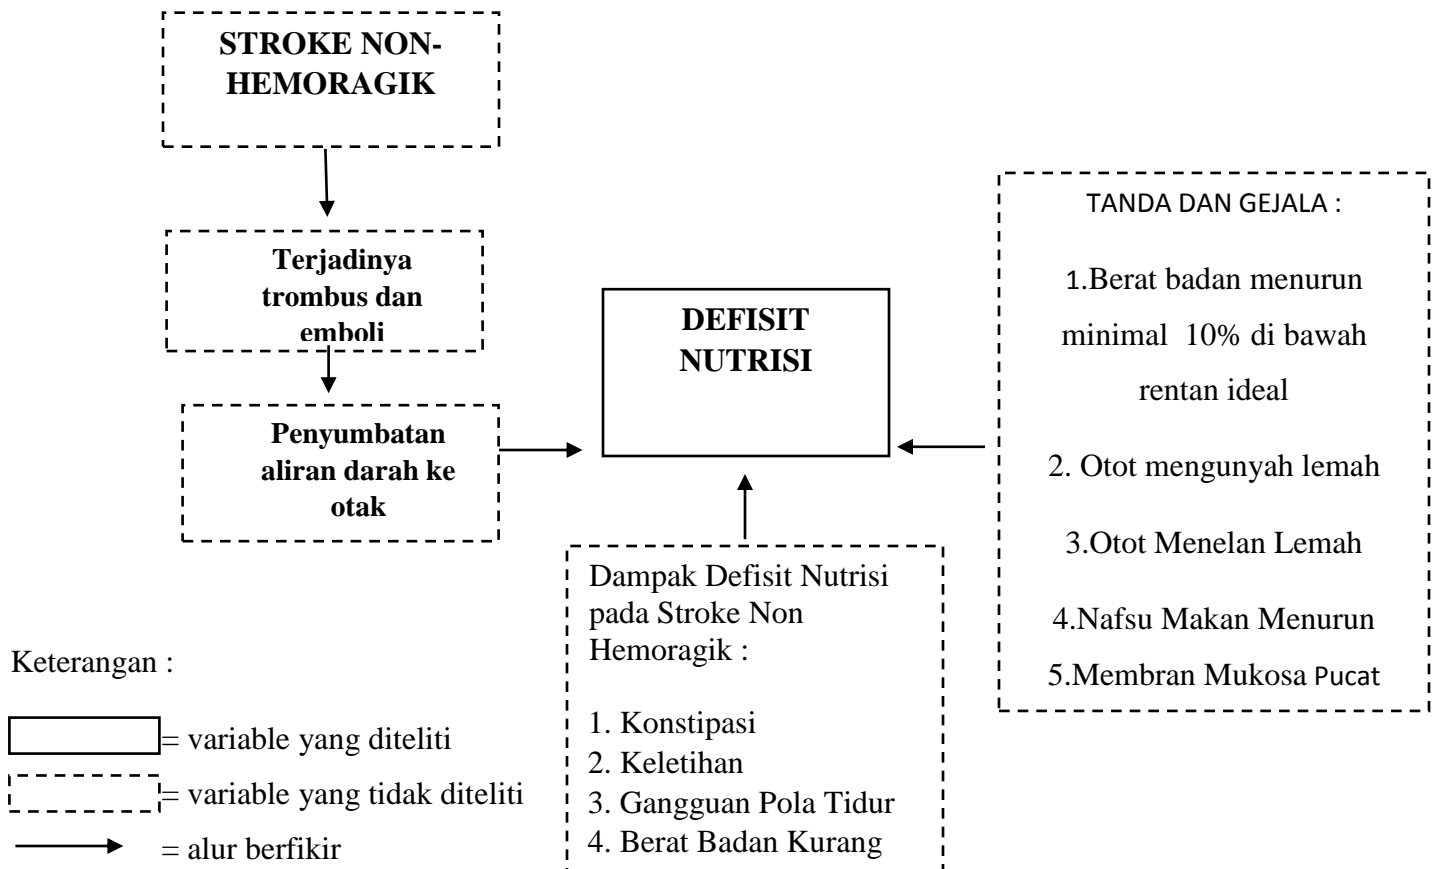 STROKE NON-
HEMORAGIK
Terjadinya
trombus dan
emboli
Penyumbatan
aliran darah ke
otak
DEFISIT
NUTRISI
TANDA DAN GEJALA :
1.Berat badan menurun
minimal 10% di bawah
rentan ideal
2. Otot mengunyah lemah
3.Otot Menelan Lemah
4.Nafsu Makan Menurun
5.Membran Mukosa Pucat
Dampak Defisit Nutrisi
pada Stroke Non
Hemoragik :
1. Konstipasi
2. Keletihan
3. Gangguan Pola Tidur
4. Berat Badan Kurang
Keterangan :
= variable yang diteliti
= variable yang tidak diteliti
= alur berfikir